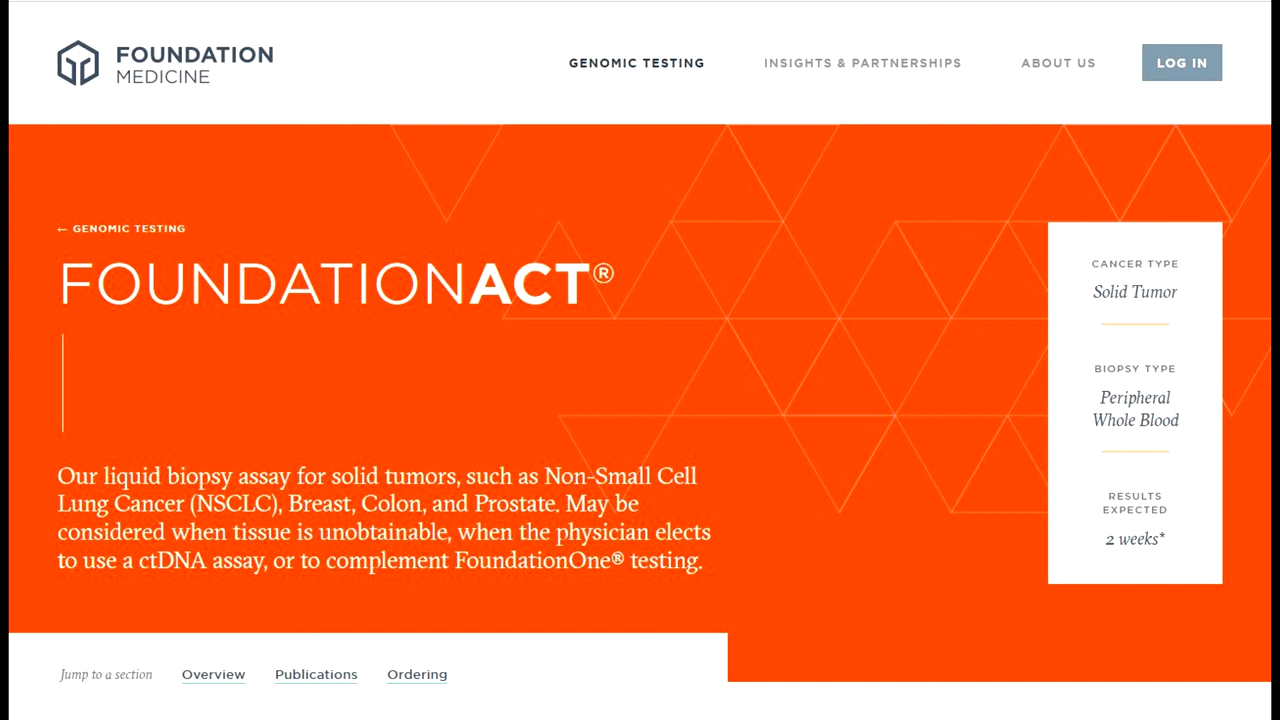 FOUNDATION
MEDICINE
GENOMIC TESTING
INSIGHTS & PARTNERSHIPS
ABOUT US
LOG IN
← GENOMIC TESTING
FOUNDATIONACT®
Our liquid biopsy assay for solid tumors, such as Non-Small Cell
Lung Cancer (NSCLC), Breast, Colon, and Prostate. May be
considered when tissue is unobtainable, when the physician elects
to use a ctDNA assay, or to complement FoundationOne® testing.
CANCER TYPE
Solid Tumor
BIOPSY TYPE
Peripheral
Whole Blood
RESULTS
EXPECTED
2 weeks*
Jump to a section
Overview
Publications
Ordering